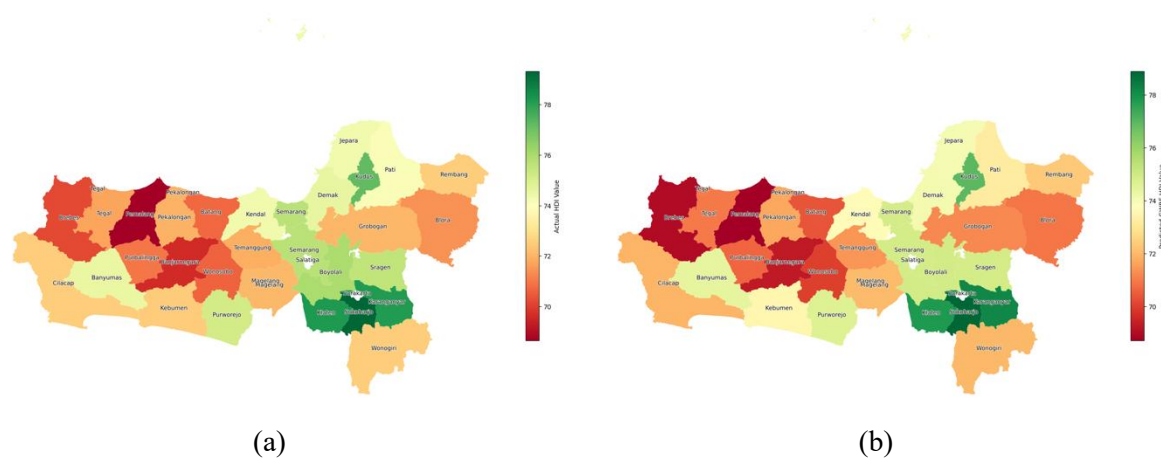 Jepara
Kudus
Pati
Rembang
Tegal
Pekalongan
Demak
Brebes
Tegal
Pemalang
Pekalongan
Batang
Kendal
Semarang
Grobogan
Blora
Purbalingga
Banjarnegara
Temanggung
Semarang
Salatiga
Banyumas
Wonosobo
Boyolali
Sragen
Cilacap
Magelang
Magelang
Kebumen
Purworejo
Klaten
Surakarta
Sukoharjo
Karanganyar
Wonogiri
78
76
74
72
70
Actual HDI Value
(a)
Jepara
Kudus
Pati
Rembang
Tegal
Pekalongan
Demak
Brebes
Tegal
Pemalang
Pekalongan
Batang
Kendal
Semarang
Grobogan
Blora
Purbalingga
Banjarnegara
Temanggung
Semarang
Salatiga
Banyumas
Wonosobo
Boyolali
Sragen
Cilacap
Magelang
Magelang
Kebumen
Purworejo
Klaten
Surakarta
Sukoharjo
Karanganyar
Wonogiri
78
76
74
72
70
(b)